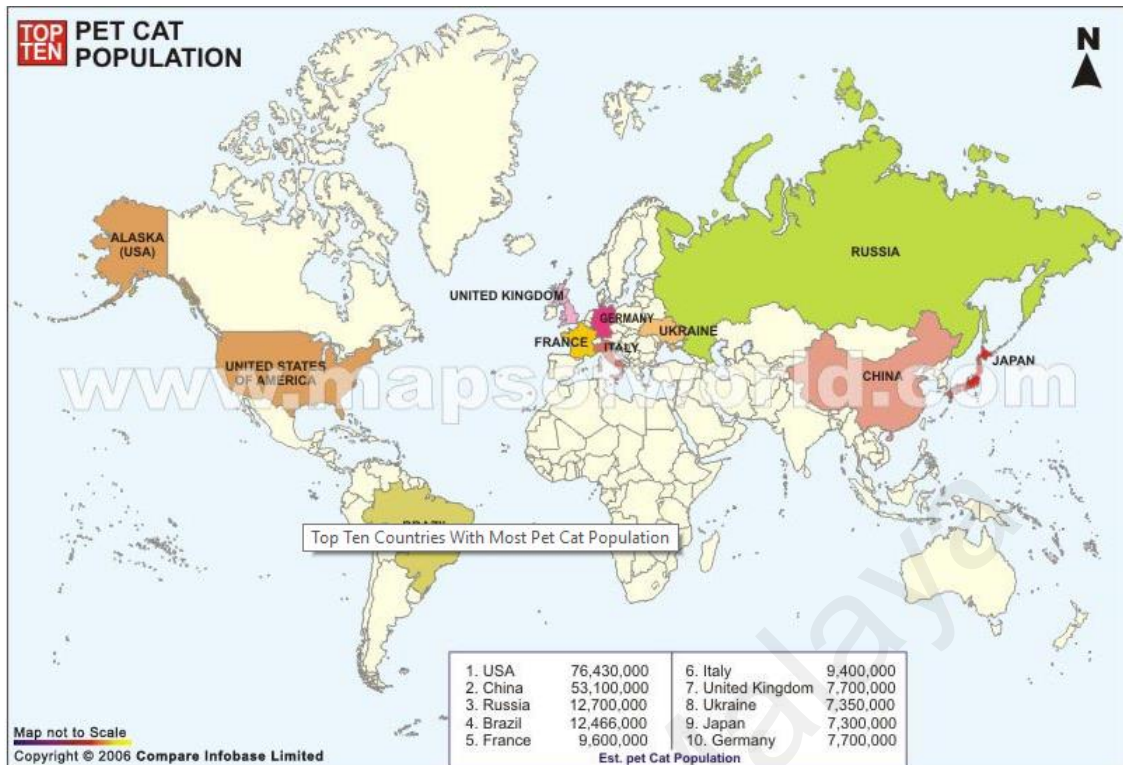 TOP
TEN
PET CAT
POPULATION
N
ALASKA
(USA)
RUSSIA
UNITED KINGDOM
GERMANY
UKRAINE
FRANCE
ITALY
JAPAN
CHINA
UNITED STATES
OF AMERICA
www.mapsofworld.com
BRAZIL
Top Ten Countries With Most Pet Cat Population
1. USA 76,430,000
2. China 53,100,000
3. Russia 12,700,000
4. Brazil 12,466,000
5. France 9,600,000
6. Italy 9,400,000
7. United Kingdom 7,700,000
8. Ukraine 7,350,000
9. Japan 7,300,000
10. Germany 7,700,000
Est. pet Cat Population
Map not to Scale
Copyright © 2006 Compare Infobase Limited
alaya